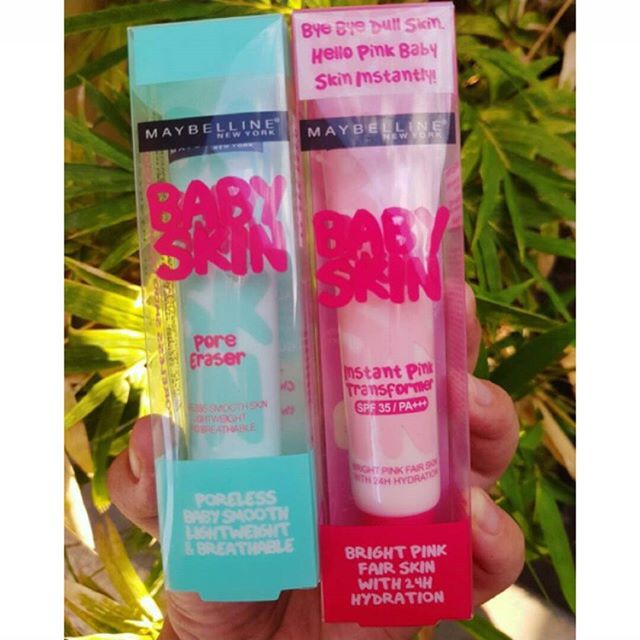 MAYBELLINE
NEW YORK
BABY
SKIN
Pore
Eraser
SMOOTH SKIN
PORELESS
BABY SMOOTH
LIGHTWEIGHT
& BREATHABLE
Bye Bye Dull Skin.
Hello Pink Baby
Skin Instantly!
MAYBELLINE
NEW YORK
BABY
SKIN
Instant Pink
Transformer
SPF 35 / PA+++
BRIGHT PINK FAIR SKIN
WITH 24H HYDRATION
BRIGHT PINK
FAIR SKIN
WITH 24H
HYDRATION